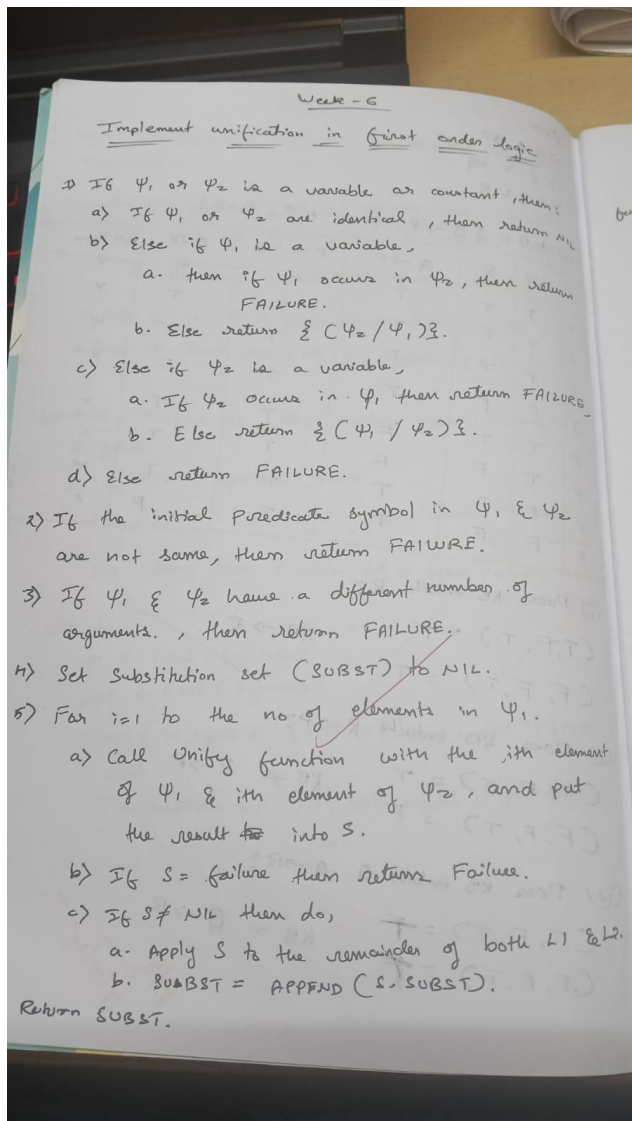 Week - 6
Implement unification in first order logic
1) If Ψ₁ or Ψ₂ is a variable or constant, then:
a) If Ψ₁ or Ψ₂ are identical, then return NIL
b) Else if Ψ₁ is a variable,
a. then if Ψ₁ occurs in Ψ₂, then return
FAILURE.
b. Else return { (Ψ₂ / Ψ₁)}.
c) Else if Ψ₂ is a variable,
a. If Ψ₂ occurs in Ψ₁ then return FAILURE,
b. Else return { (Ψ₁ / Ψ₂)}.
d) Else return FAILURE.
2) If the initial Predicate symbol in Ψ₁ & Ψ₂
are not same, then return FAILURE.
3) If Ψ₁ & Ψ₂ have a different number of
arguments., then return FAILURE.
4) Set Substitution set (SUBST) to NIL.
5) For i=1 to the no of elements in Ψ₁.
a) Call Unify function with the ith element
of Ψ₁ & ith element of Ψ₂, and put
the result into S.
b) If S = failure then returns Failure.
c) If S ≠ NIL then do,
a. Apply S to the remainder of both L1 & L2.
b. SUBST = APPEND (S, SUBST).
Return SUBST.